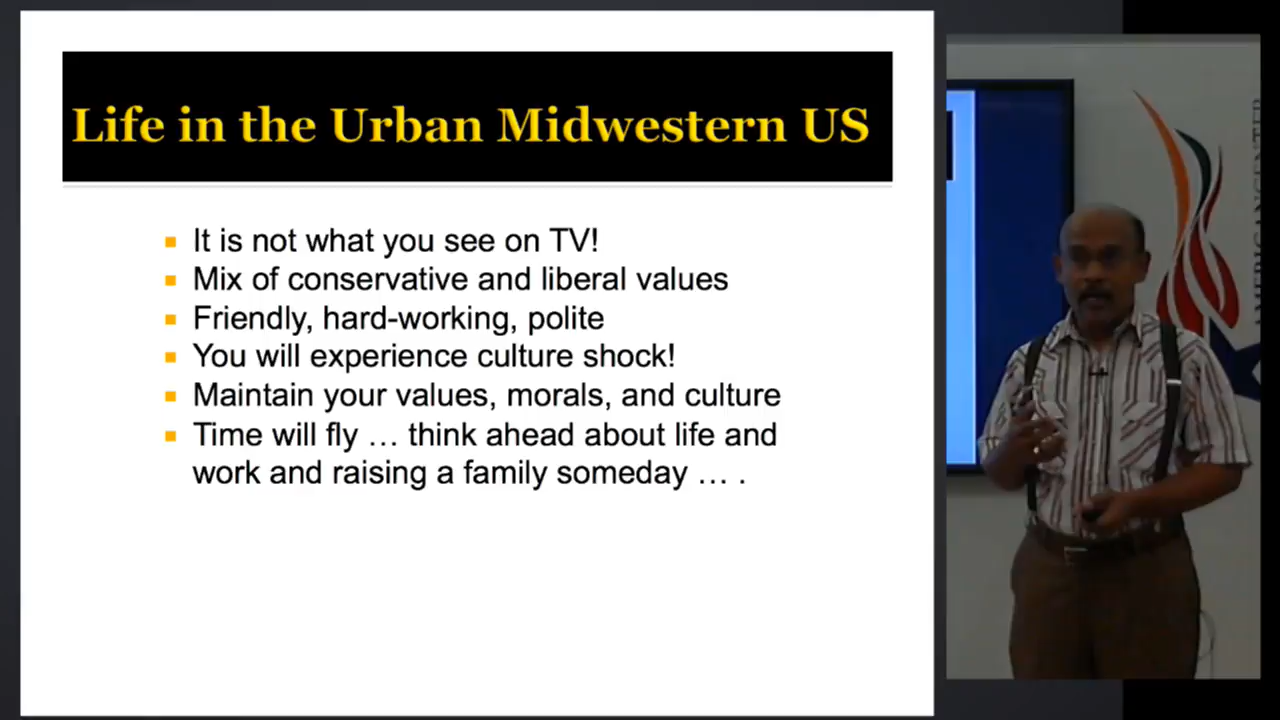 Life in the Urban Midwestern US
It is not what you see on TV!
Mix of conservative and liberal values
Friendly, hard-working, polite
You will experience culture shock!
Maintain your values, morals, and culture
Time will fly … think ahead about life and
work and raising a family someday … .
AMERICANCENTER